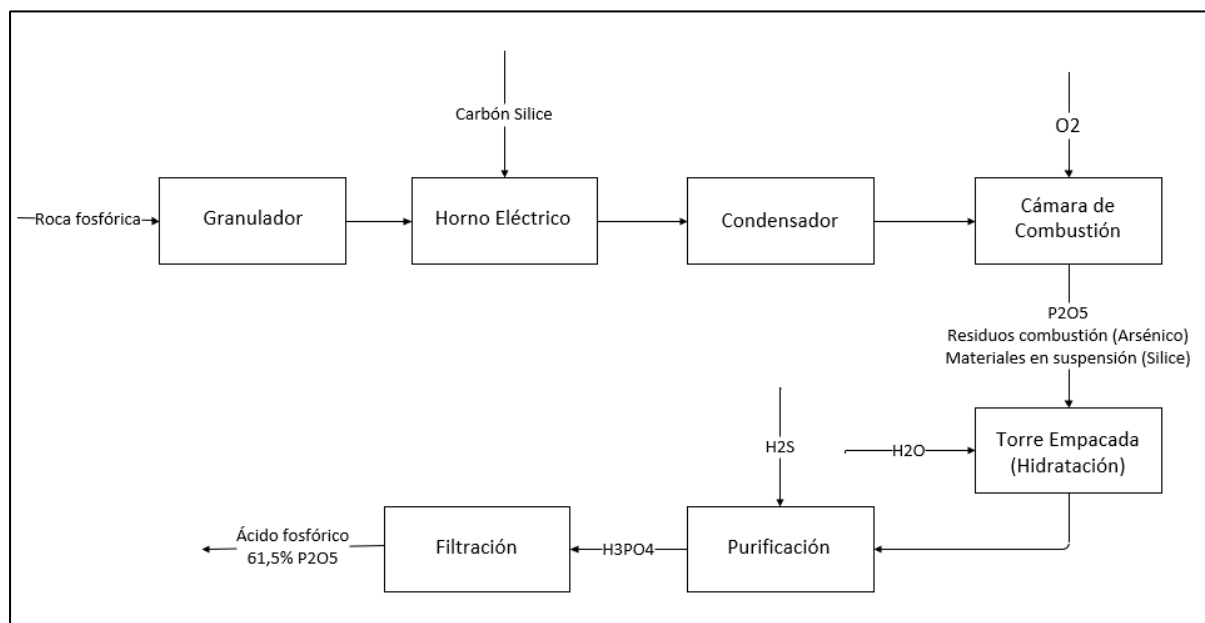 Carbón Silice
O2
Roca fosfórica
Granulador
Horno Eléctrico
Condensador
Cámara de
Combustión
P2O5
Residuos combustión (Arsénico)
Materiales en suspensión (Silice)
H2S
H2O
Torre Empacada
(Hidratación)
Ácido fosfórico
61,5% P2O5
Filtración
H3PO4
Purificación